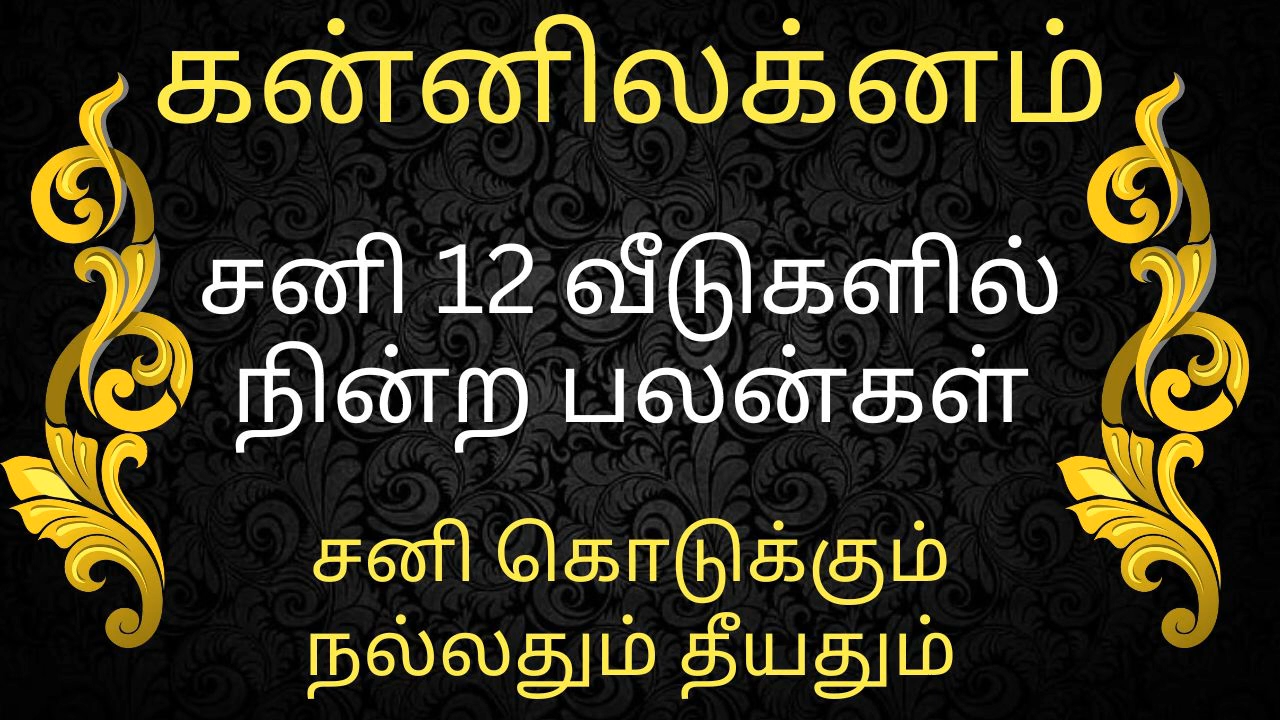 கன்னிலக்னம்
சனி 12 வீடுகளில்
நின்ற பலன்கள்
சனி கொடுக்கும்
நல்லதும் தீயதும்